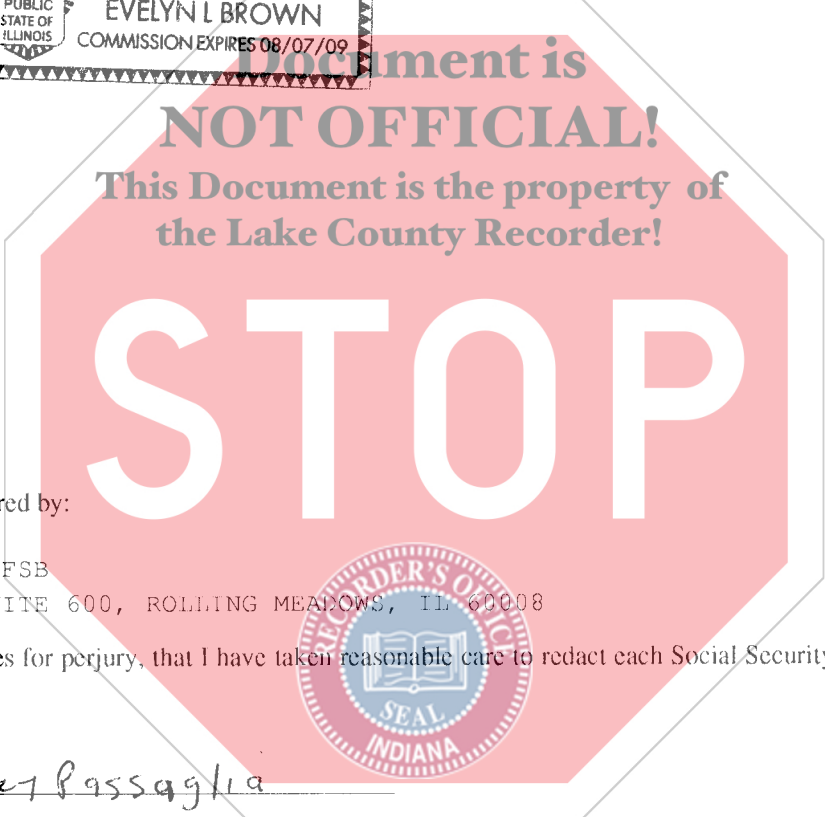 PUBLIC
STATE OF
ILLINOIS
EVELYN L BROWN
COMMISSION EXPIRES 08/07/09
Document is
NOT OFFICIAL!
This Document is the property of
the Lake County Recorder!
STOP
red by:
FSB
ITE 600, ROLLING MEADOWS, IL 60008
es for perjury, that I have taken reasonable care to redact each Social Security
RECORDER'S OFFICE
SEAL
INDIANA
Passaglia